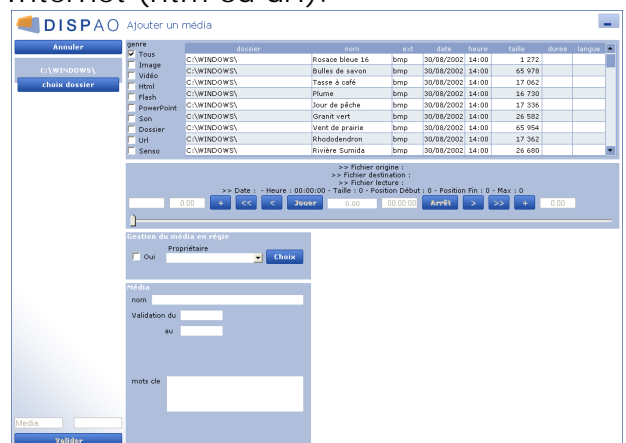 Internet (htm ou url).
DISPAO Ajouter un média
Annuler
C:\WINDOWS\
choix dossier
genre
Tous
Image
Vidéo
Html
Flash
PowerPoint
Son
Dossier
Url
Senso
dossier nom ext date heure taille duree langue
C:\WINDOWS\ Rosace bleue 16 bmp 30/08/2002 14:00 1 272
C:\WINDOWS\ Bulles de savon bmp 30/08/2002 14:00 65 978
C:\WINDOWS\ Tasse à café bmp 30/08/2002 14:00 17 062
C:\WINDOWS\ Plume bmp 30/08/2002 14:00 16 730
C:\WINDOWS\ Jour de pêche bmp 30/08/2002 14:00 17 336
C:\WINDOWS\ Granit vert bmp 30/08/2002 14:00 26 582
C:\WINDOWS\ Vent de prairie bmp 30/08/2002 14:00 65 954
C:\WINDOWS\ Rhododendron bmp 30/08/2002 14:00 17 362
C:\WINDOWS\ Rivière Sumida bmp 30/08/2002 14:00 26 680
>> Fichier origine :
>> Fichier destination :
>> Fichier lecture :
>> Date : - Heure : 00:00:00 - Taille : 0 - Position Début : 0 - Position Fin : 0 - Max : 0
0.00 + << < Jouer 0.00 00:00:00 Arrêt > >> + 0.00
Gestion du média en régie
Propriétaire
Oui Choix
Média
nom
Validation du
au
mots cle
Media
Valider